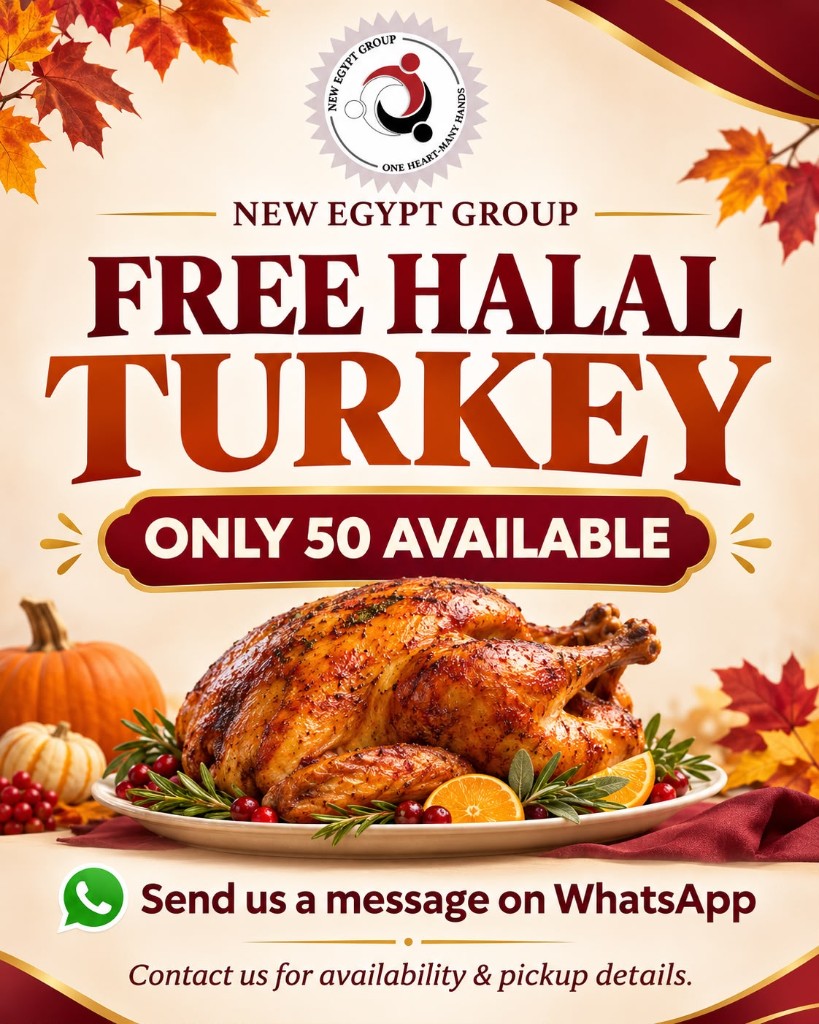 NEW EGYPT GROUP
ONE HEART-MANY HANDS
NEW EGYPT GROUP
FREE HALAL
TURKEY
ONLY 50 AVAILABLE
Send us a message on WhatsApp
Contact us for availability & pickup details.